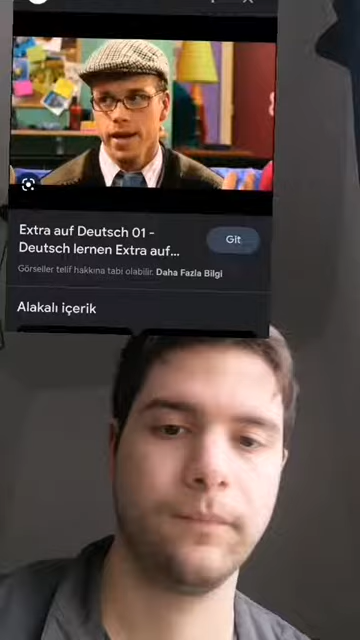 Extra auf Deutsch 01 -
Deutsch lernen Extra auf...
Git
Görseller telif hakkına tabi olabilir. Daha Fazla Bilgi
Alakalı içerik